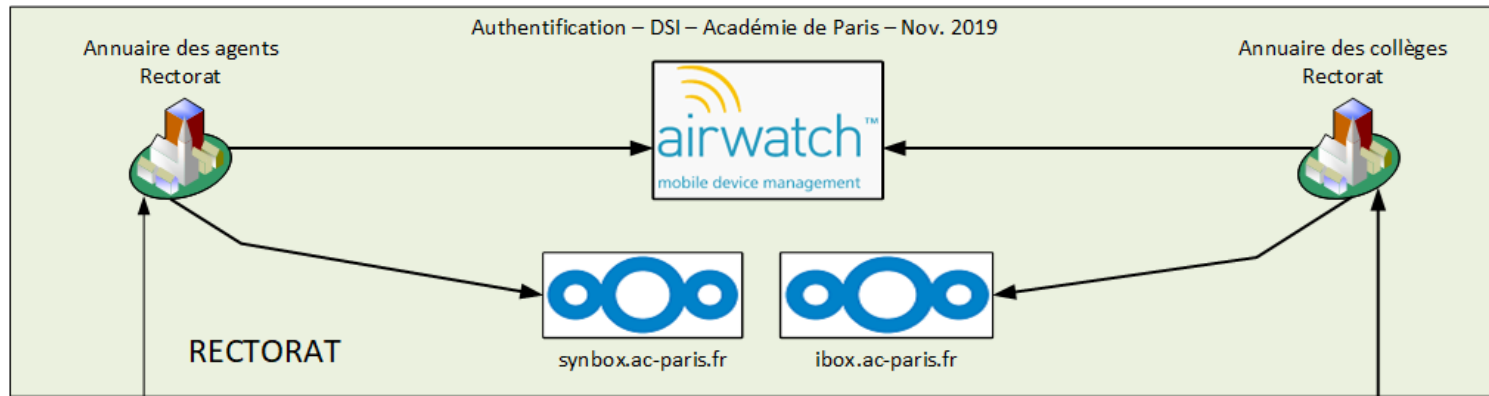 Authentification – DSI – Académie de Paris – Nov. 2019
Annuaire des agents
Rectorat
airwatch™
mobile device management
Annuaire des collèges
Rectorat
RECTORAT
synbox.ac-paris.fr
ibox.ac-paris.fr